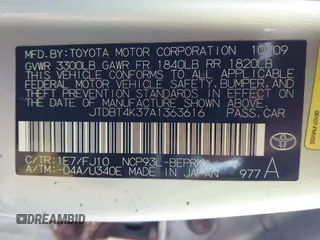 MFD. BY: TOYOTA MOTOR CORPORATION 10/09
GVWR 3300LB GAWR FR 1840LB RR 1820LB
THIS VEHICLE CONFORMS TO ALL APPLICABLE
FEDERAL MOTOR VEHICLE SAFETY, BUMPER, AND
THEFT PREVENTION STANDARDS IN EFFECT ON THE
DATE OF MANUFACTURE SHOWN ABOVE.
JTDBT4K37A1363616 PASS.CAR
C/TR: 1E7/FJ10 NCP93L-BEPRKA
A/TM: -04A/U340E MADE IN JAPAN 977 A
TOYOTA